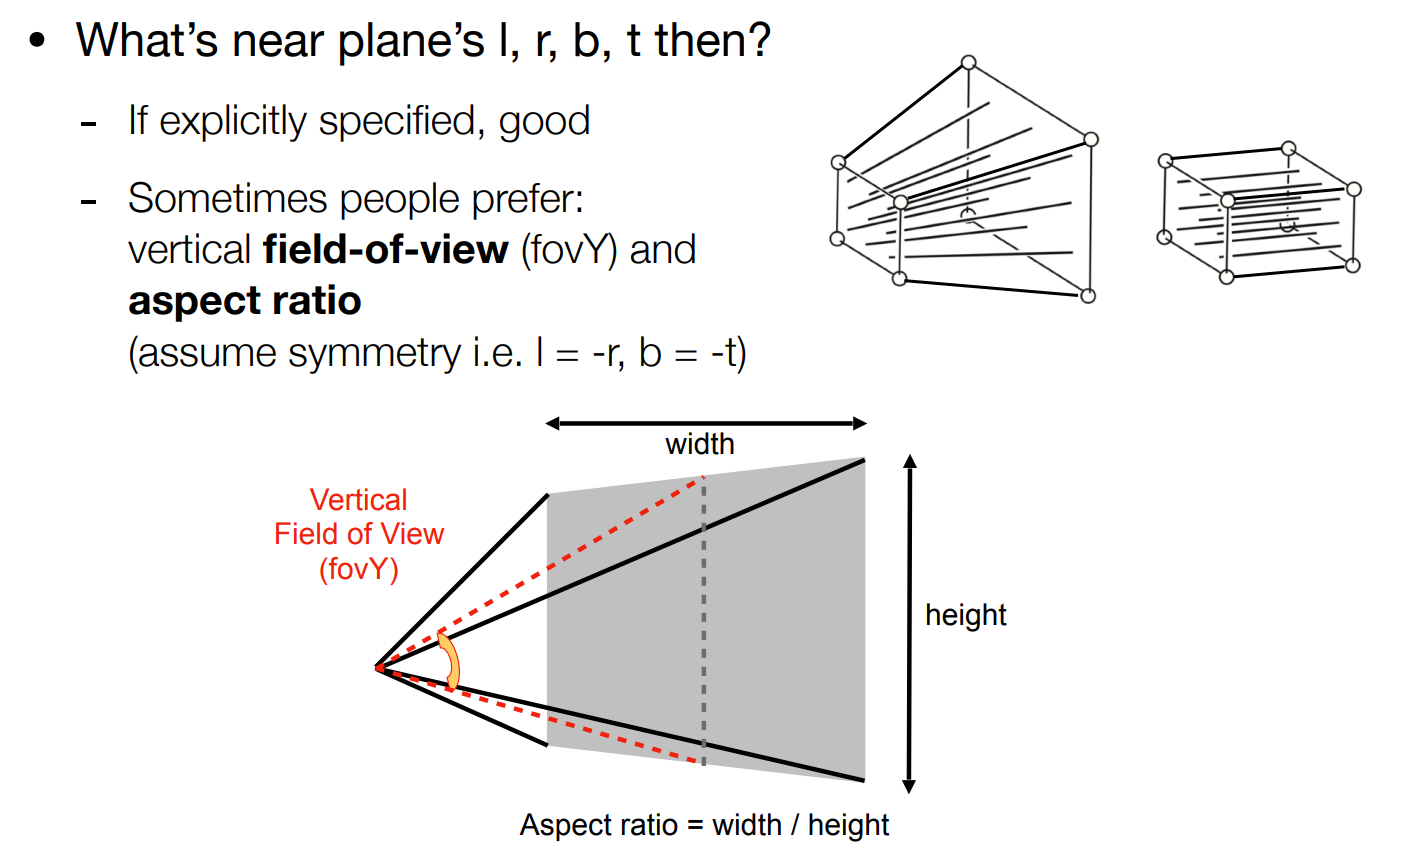 • What’s near plane’s l, r, b, t then?
- If explicitly specified, good
- Sometimes people prefer:
vertical field-of-view (fovY) and
aspect ratio
(assume symmetry i.e. l = -r, b = -t)
width
Vertical
Field of View
(fovY)
height
Aspect ratio = width / height